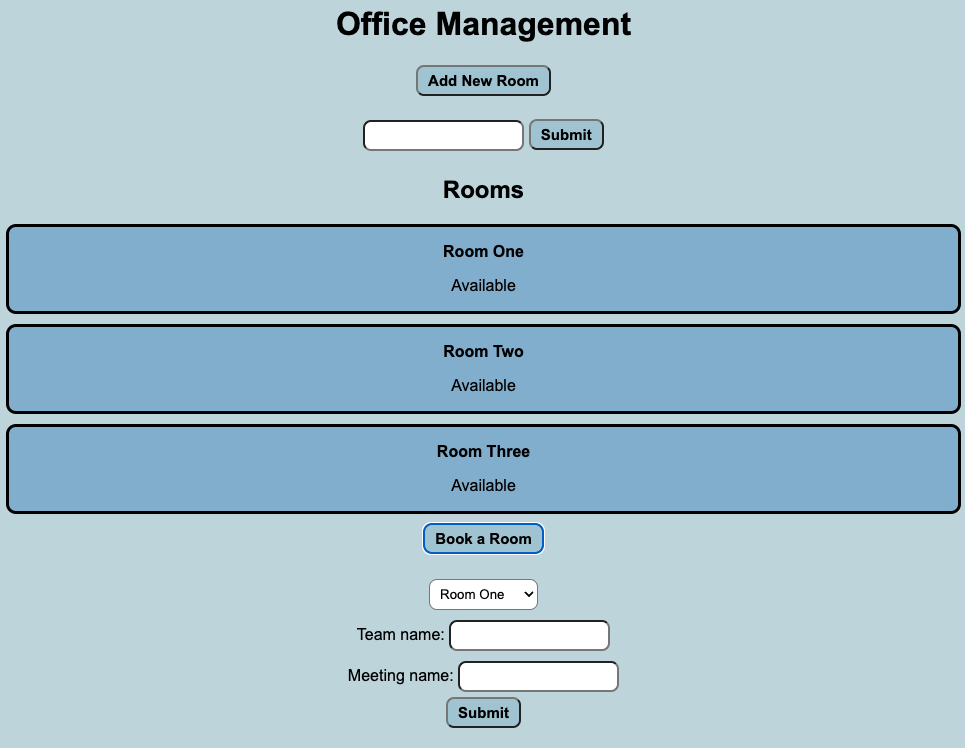 Office Management
Add New Room
Submit
Rooms
Room One
Available
Room Two
Available
Room Three
Available
Book a Room
Room One
Team name:
Meeting name:
Submit